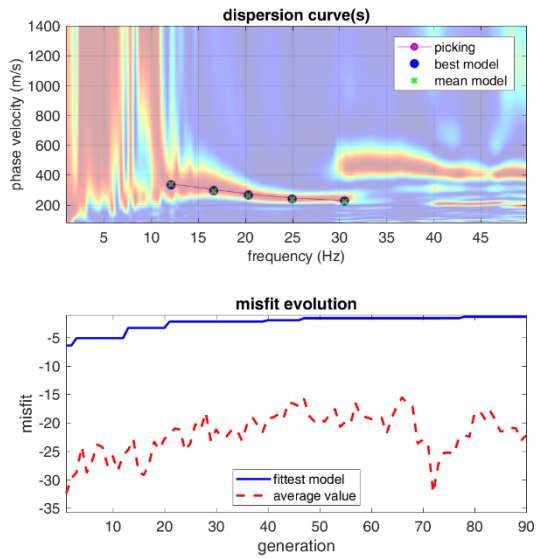 dispersion curve(s)
1400
1200
1000
800
600
400
200
phase velocity (m/s)
picking
best model
mean model
5 10 15 20 25 30 35 40 45
frequency (Hz)
misfit evolution
-5
-10
-15
-20
-25
-30
-35
misfit
fittest model
average value
10 20 30 40 50 60 70 80 90
generation